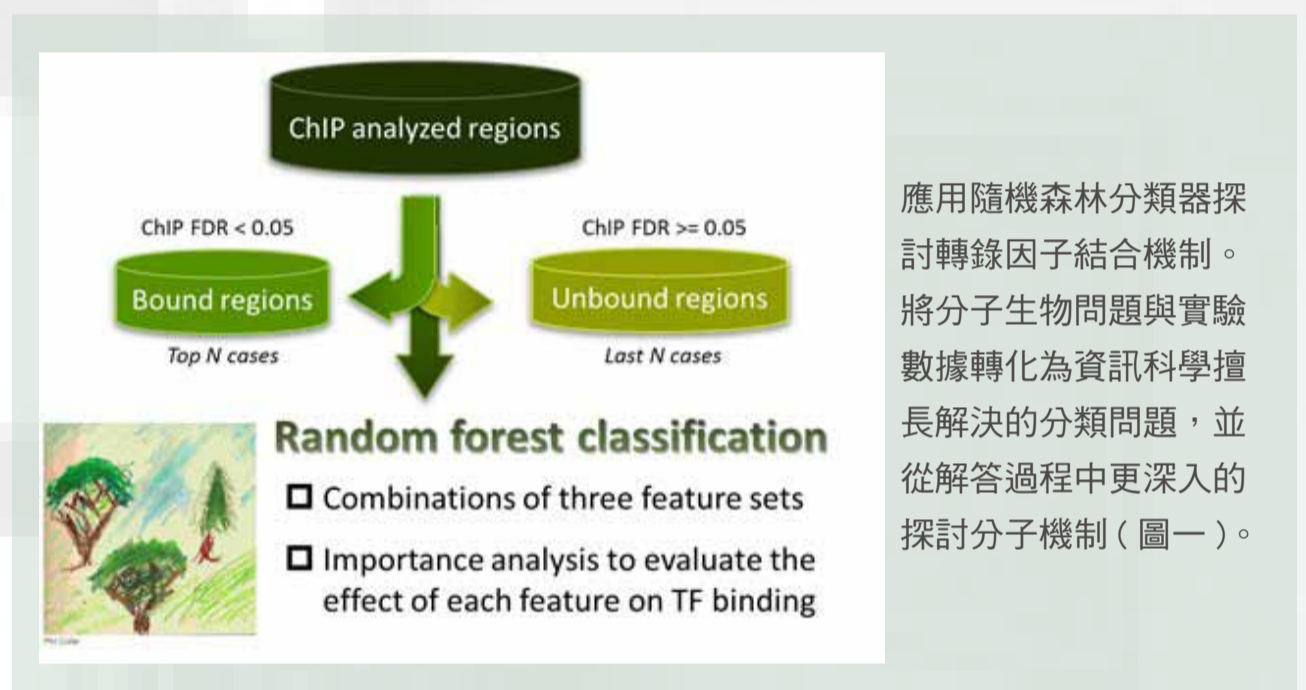 ChIP analyzed regions
ChIP FDR < 0.05
Bound regions
Top N cases
ChIP FDR >= 0.05
Unbound regions
Last N cases
Random forest classification
Combinations of three feature sets
Importance analysis to evaluate the
effect of each feature on TF binding
應用隨機森林分類器探
討轉錄因子結合機制。
將分子生物問題與實驗
數據轉化為資訊科學擅
長解決的分類問題，並
從解答過程中更深入的
探討分子機制（圖一）。